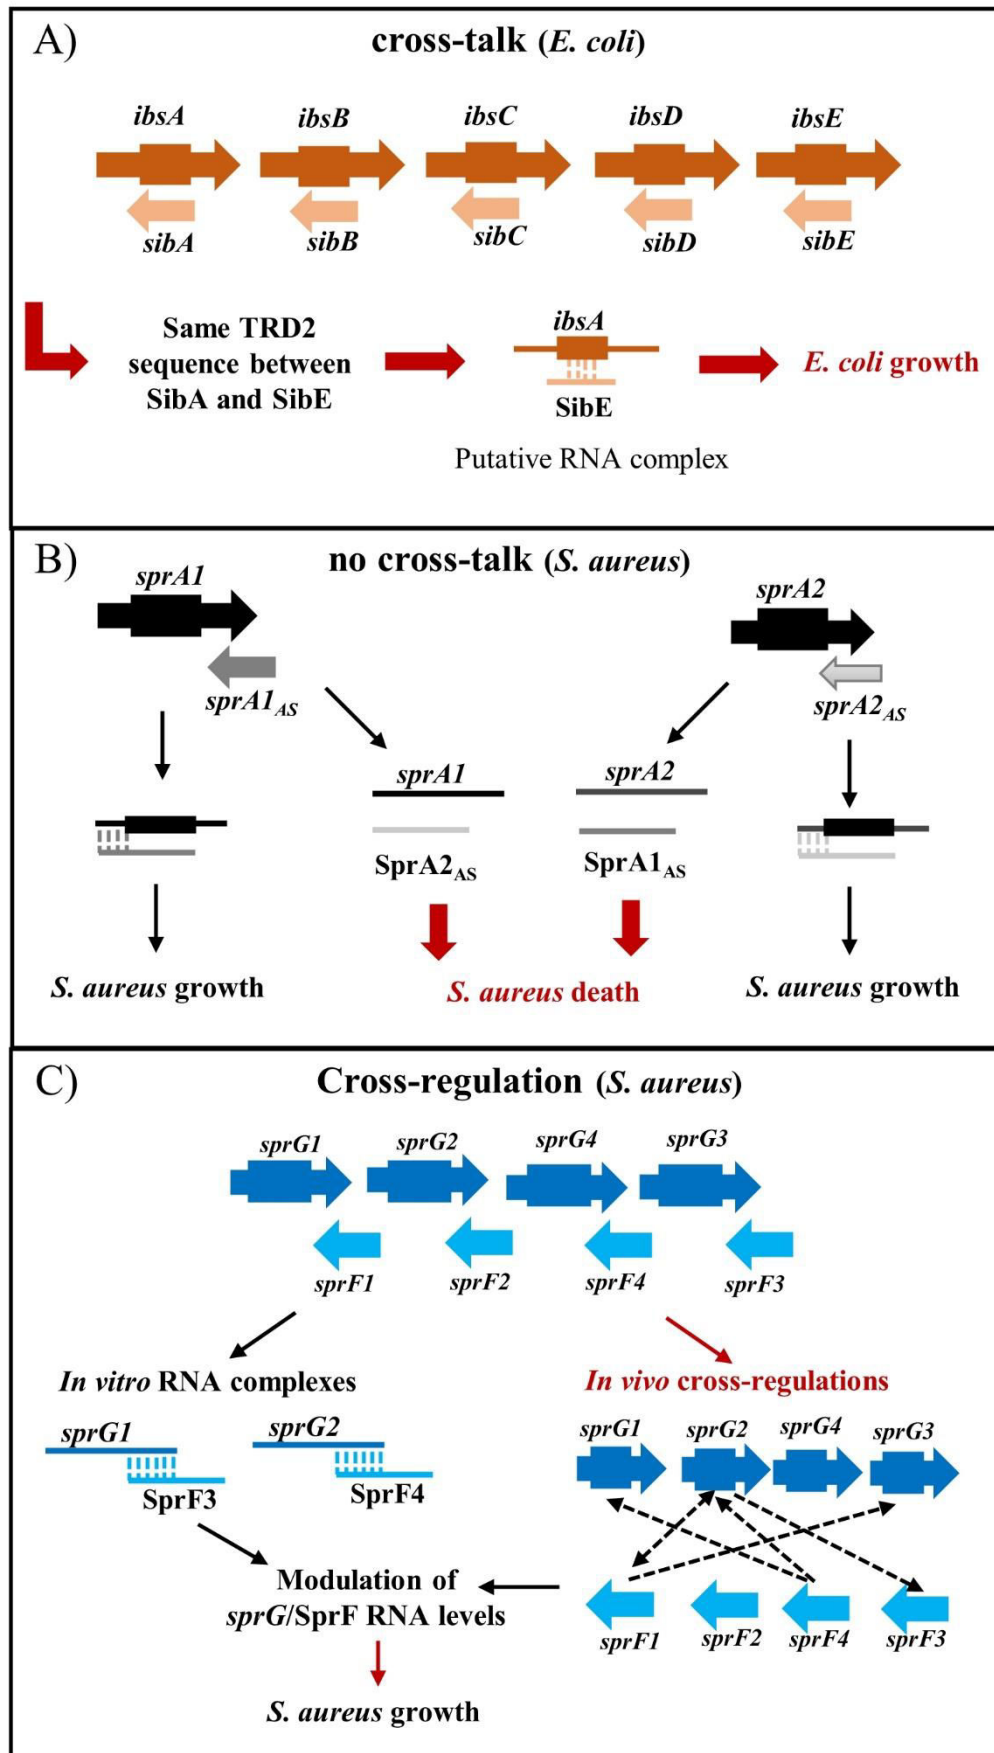 A)
cross-talk (E. coli)
ibsA ibsB ibsC ibsD ibsE
sibA sibB sibC sibD sibE
Same TRD2
sequence between
SibA and SibE
ibsA
SibE
Putative RNA complex
E. coli growth
B)
no cross-talk (S. aureus)
sprA1
sprA2
sprA1AS
sprA2AS
sprA1
sprA2
SprA2AS
SprA1AS
S. aureus growth
S. aureus death
S. aureus growth
C)
Cross-regulation (S. aureus)
sprG1 sprG2 sprG4 sprG3
sprF1 sprF2 sprF4 sprF3
In vitro RNA complexes
sprG1
SprF3
sprG2
SprF4
In vivo cross-regulations
sprG1 sprG2 sprG4 sprG3
sprF1 sprF2 sprF4 sprF3
Modulation of
sprG/SprF RNA levels
S. aureus growth